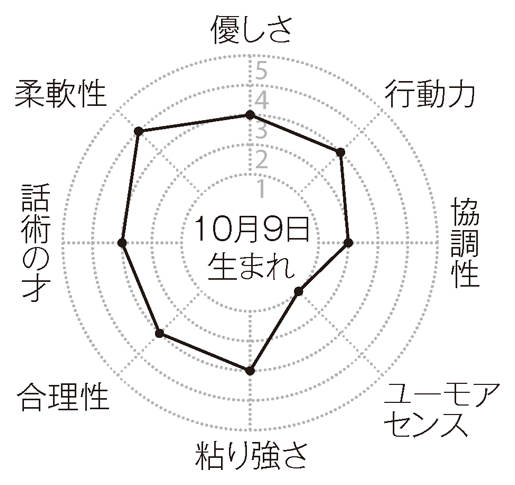 優しさ
行動力
協調性
ユーモア
センス
粘り強さ
合理性
話術の才
柔軟性
5
4
3
2
1
10月9日
生まれ